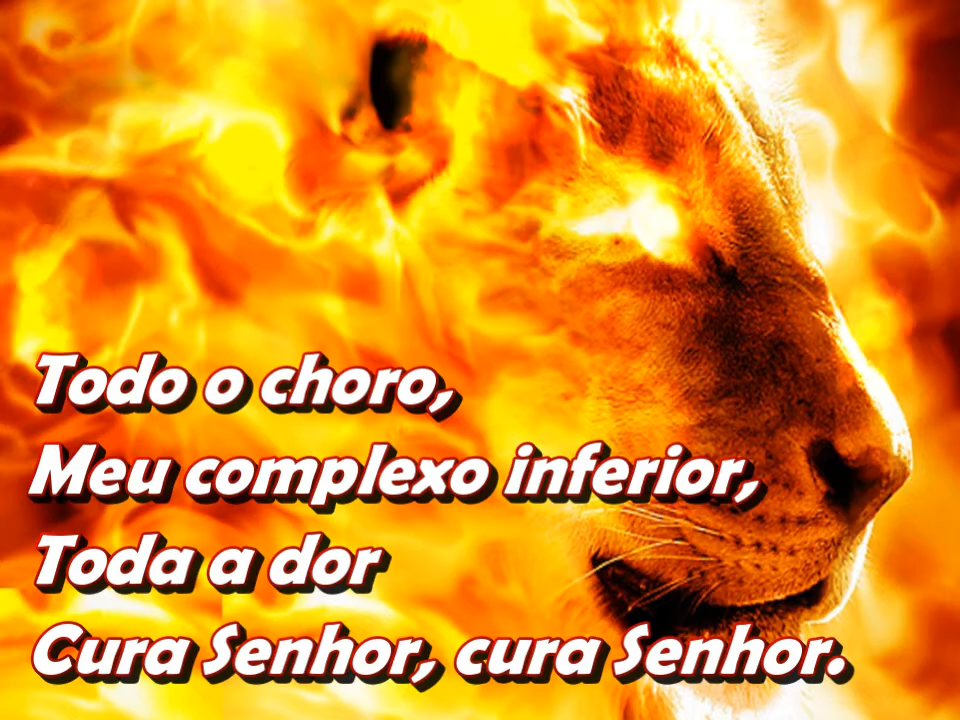 Todo o choro,
Meu complexo inferior,
Toda a dor
Cura Senhor, cura Senhor.